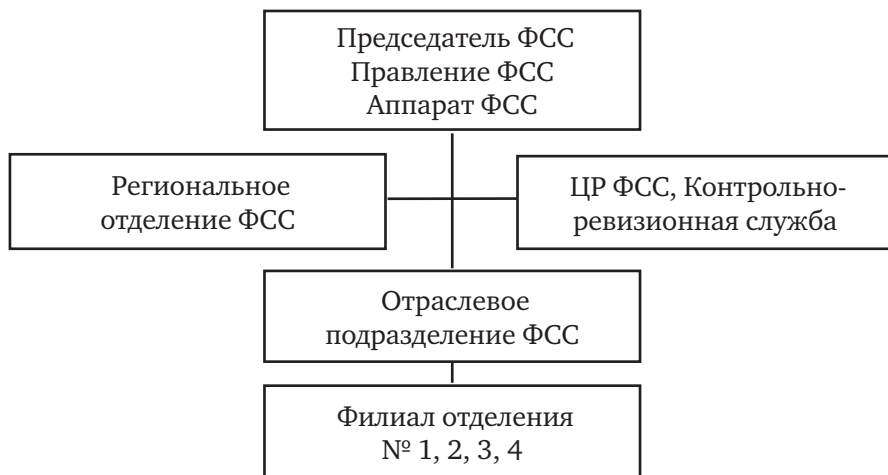 Председатель ФСС
Правление ФСС
Аппарат ФСС
Региональное
отделение ФСС
ЦР ФСС, Контрольно-
ревизионная служба
Отраслевое
подразделение ФСС
Филиал отделения
№ 1, 2, 3, 4